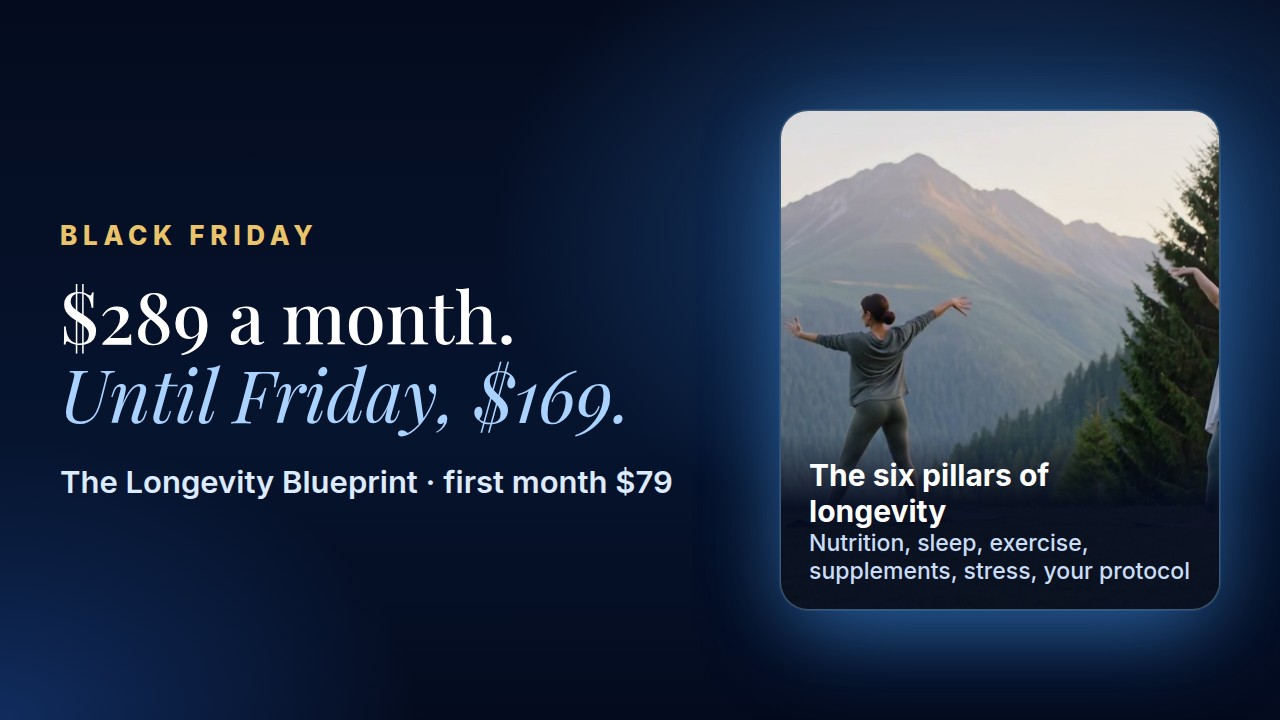 BLACK FRIDAY
$289 a month.
Until Friday, $169.
The Longevity Blueprint · first month $79
The six pillars of
longevity
Nutrition, sleep, exercise,
supplements, stress, your protocol